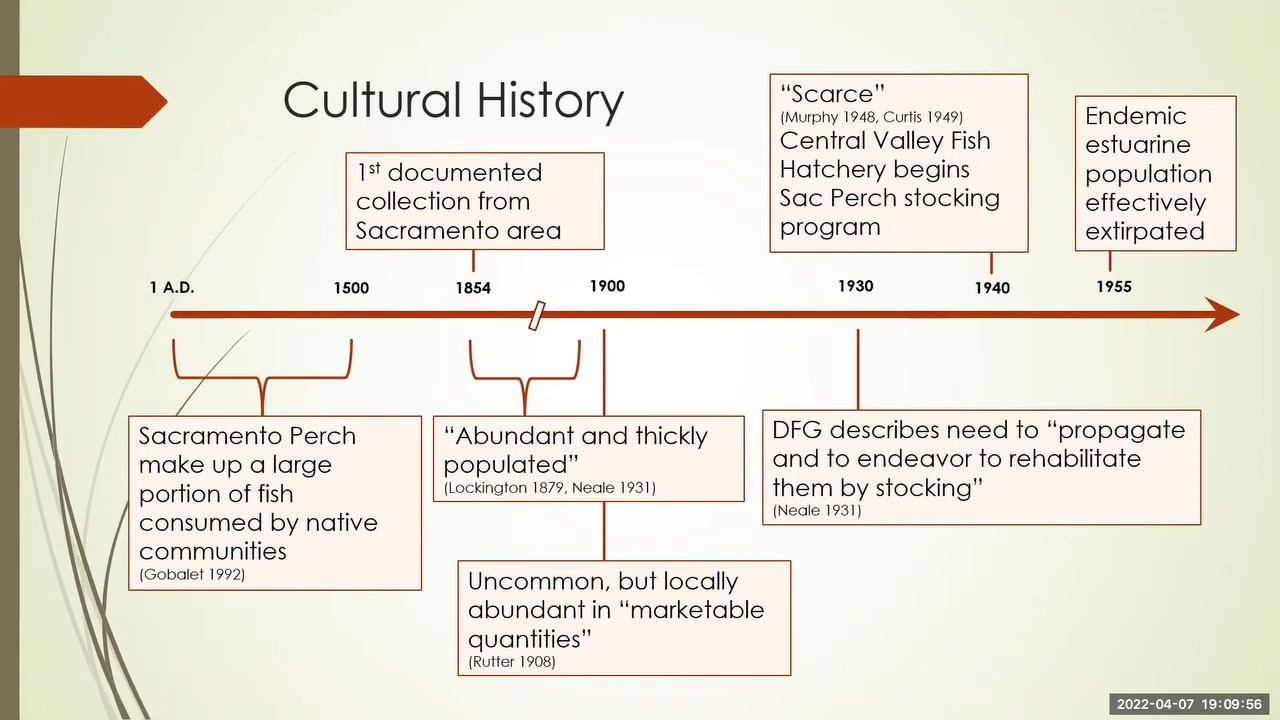 Cultural History
“Scarce”
(Murphy 1948, Curtis 1949)
Central Valley Fish
Hatchery begins
Sac Perch stocking
program
Endemic
estuarine
population
effectively
extirpated
1st documented
collection from
Sacramento area
1 A.D.
1500
1854
1900
1930
1940
1955
Sacramento Perch
make up a large
portion of fish
consumed by native
communities
(Gobalet 1992)
“Abundant and thickly
populated”
(Lockington 1879, Neale 1931)
DFG describes need to “propagate
and to endeavor to rehabilitate
them by stocking”
(Neale 1931)
Uncommon, but locally
abundant in “marketable
quantities”
(Rutter 1908)
2022-04-07 19:09:56